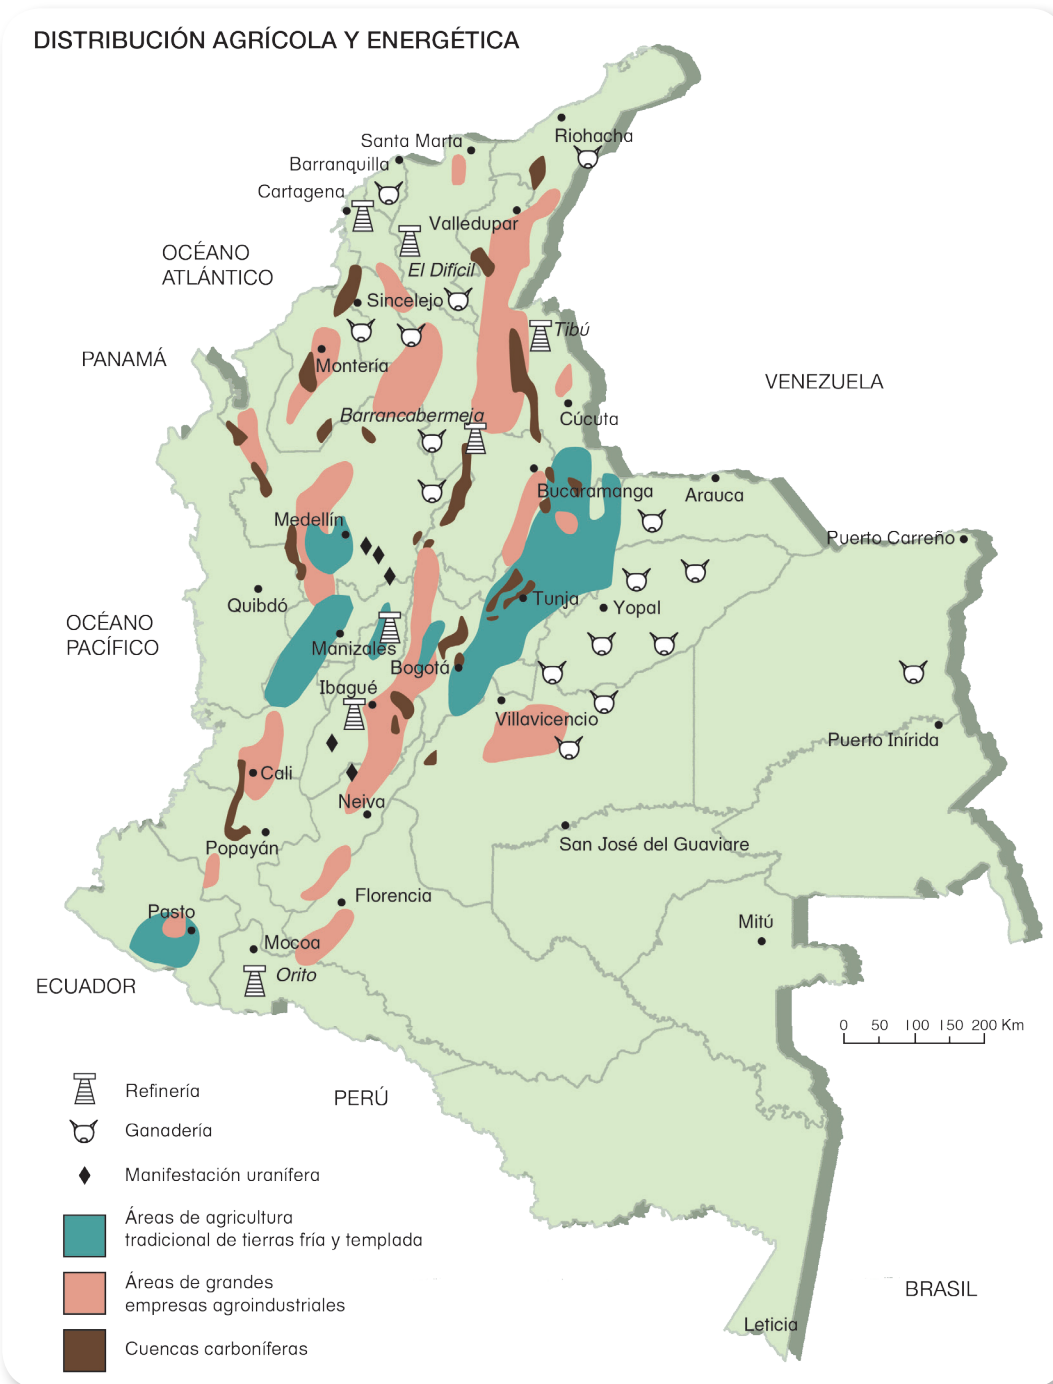 DISTRIBUCIÓN AGRÍCOLA Y ENERGÉTICA
Riohacha
Santa Marta
Barranquilla
Cartagena
Valledupar
OCÉANO
ATLÁNTICO
El Difícil
Sincelejo
Tibú
PANAMÁ
Montería
VENEZUELA
Barrancabermeja
Cúcuta
Bucaramanga
Arauca
Medellín
Puerto Carreño
Quibdó
Tunja
Yopal
OCÉANO
PACÍFICO
Manizales
Bogotá
Ibagué
Villavicencio
Puerto Inírida
Cali
Neiva
Popayán
San José del Guaviare
Florencia
Pasto
Mitú
Mocoa
Orito
ECUADOR
0 50 100 150 200 Km
PERÚ
Refinería
Ganadería
Manifestación uranífera
Áreas de agricultura
tradicional de tierras fría y templada
Áreas de grandes
empresas agroindustriales
Cuencas carboníferas
BRASIL
Leticia